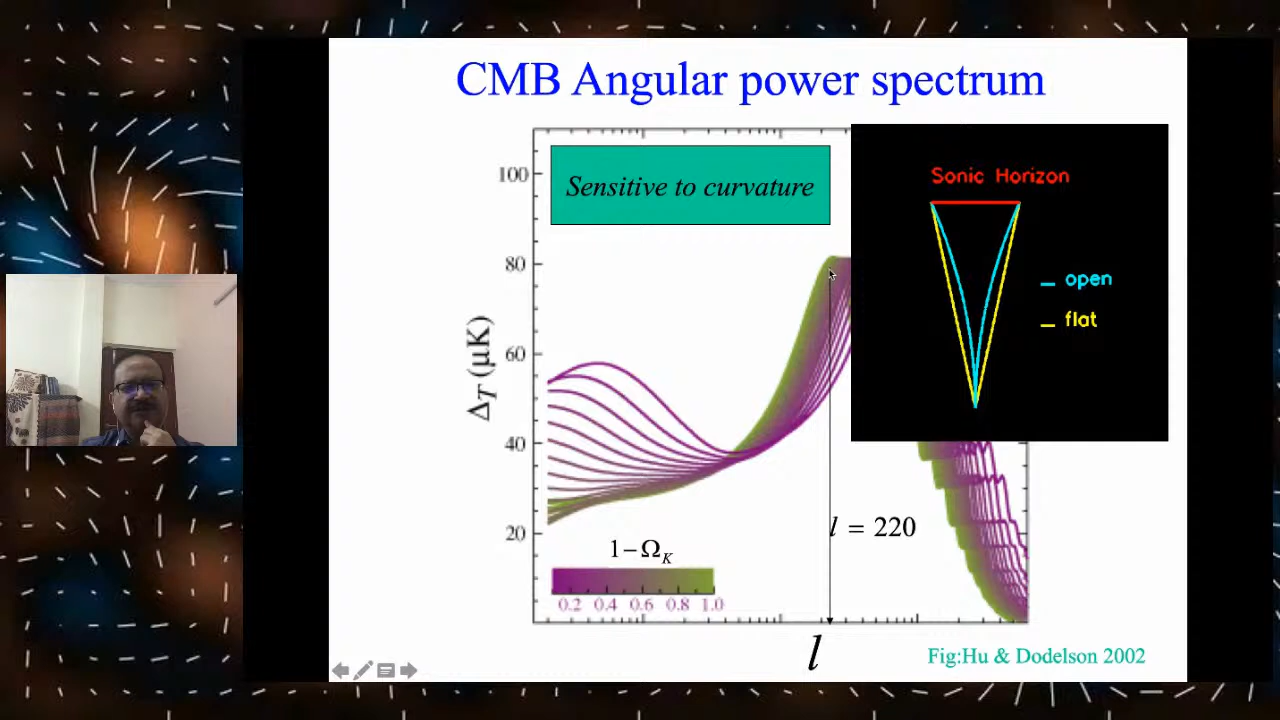 CMB Angular power spectrum
Sensitive to curvature
Sonic Horizon
open
flat
100
80
60
40
20
Δ_T (μK)
l = 220
1−Ω_K
0.2 0.4 0.6 0.8 1.0
l
Fig:Hu & Dodelson 2002